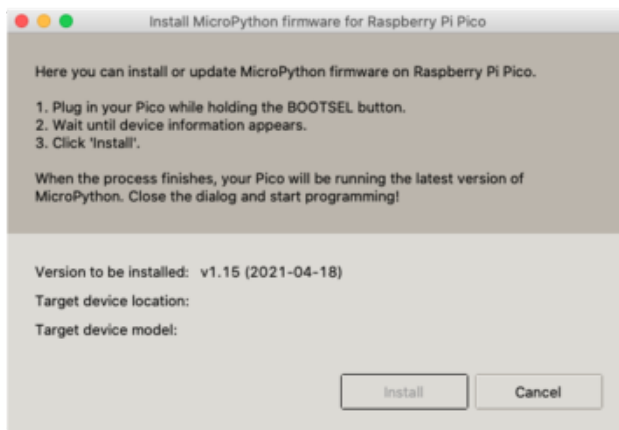 Install MicroPython firmware for Raspberry Pi Pico
Here you can install or update MicroPython firmware on Raspberry Pi Pico.
1. Plug in your Pico while holding the BOOTSEL button.
2. Wait until device information appears.
3. Click 'Install'.
When the process finishes, your Pico will be running the latest version of
MicroPython. Close the dialog and start programming!
Version to be installed: v1.15 (2021-04-18)
Target device location:
Target device model:
Install Cancel